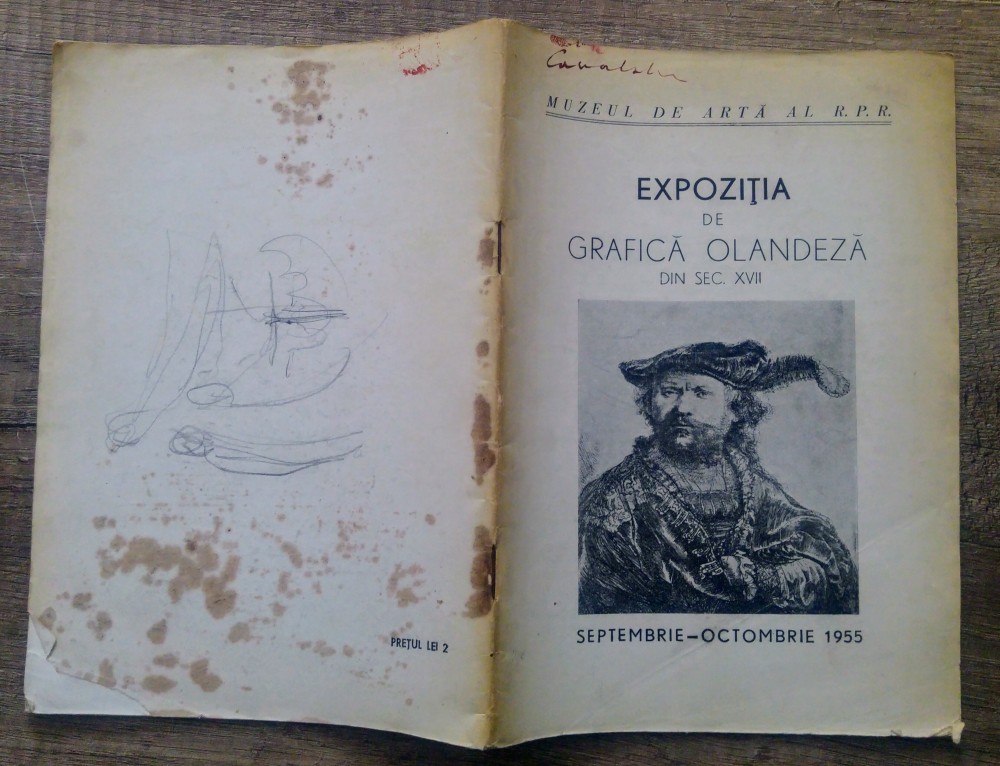 MUZEUL DE ARTĂ AL R.P.R.
EXPOZIŢIA
DE
GRAFICĂ OLANDEZĂ
DIN SEC. XVII
SEPTEMBRIE–OCTOMBRIE 1955
PREŢUL LEI 2